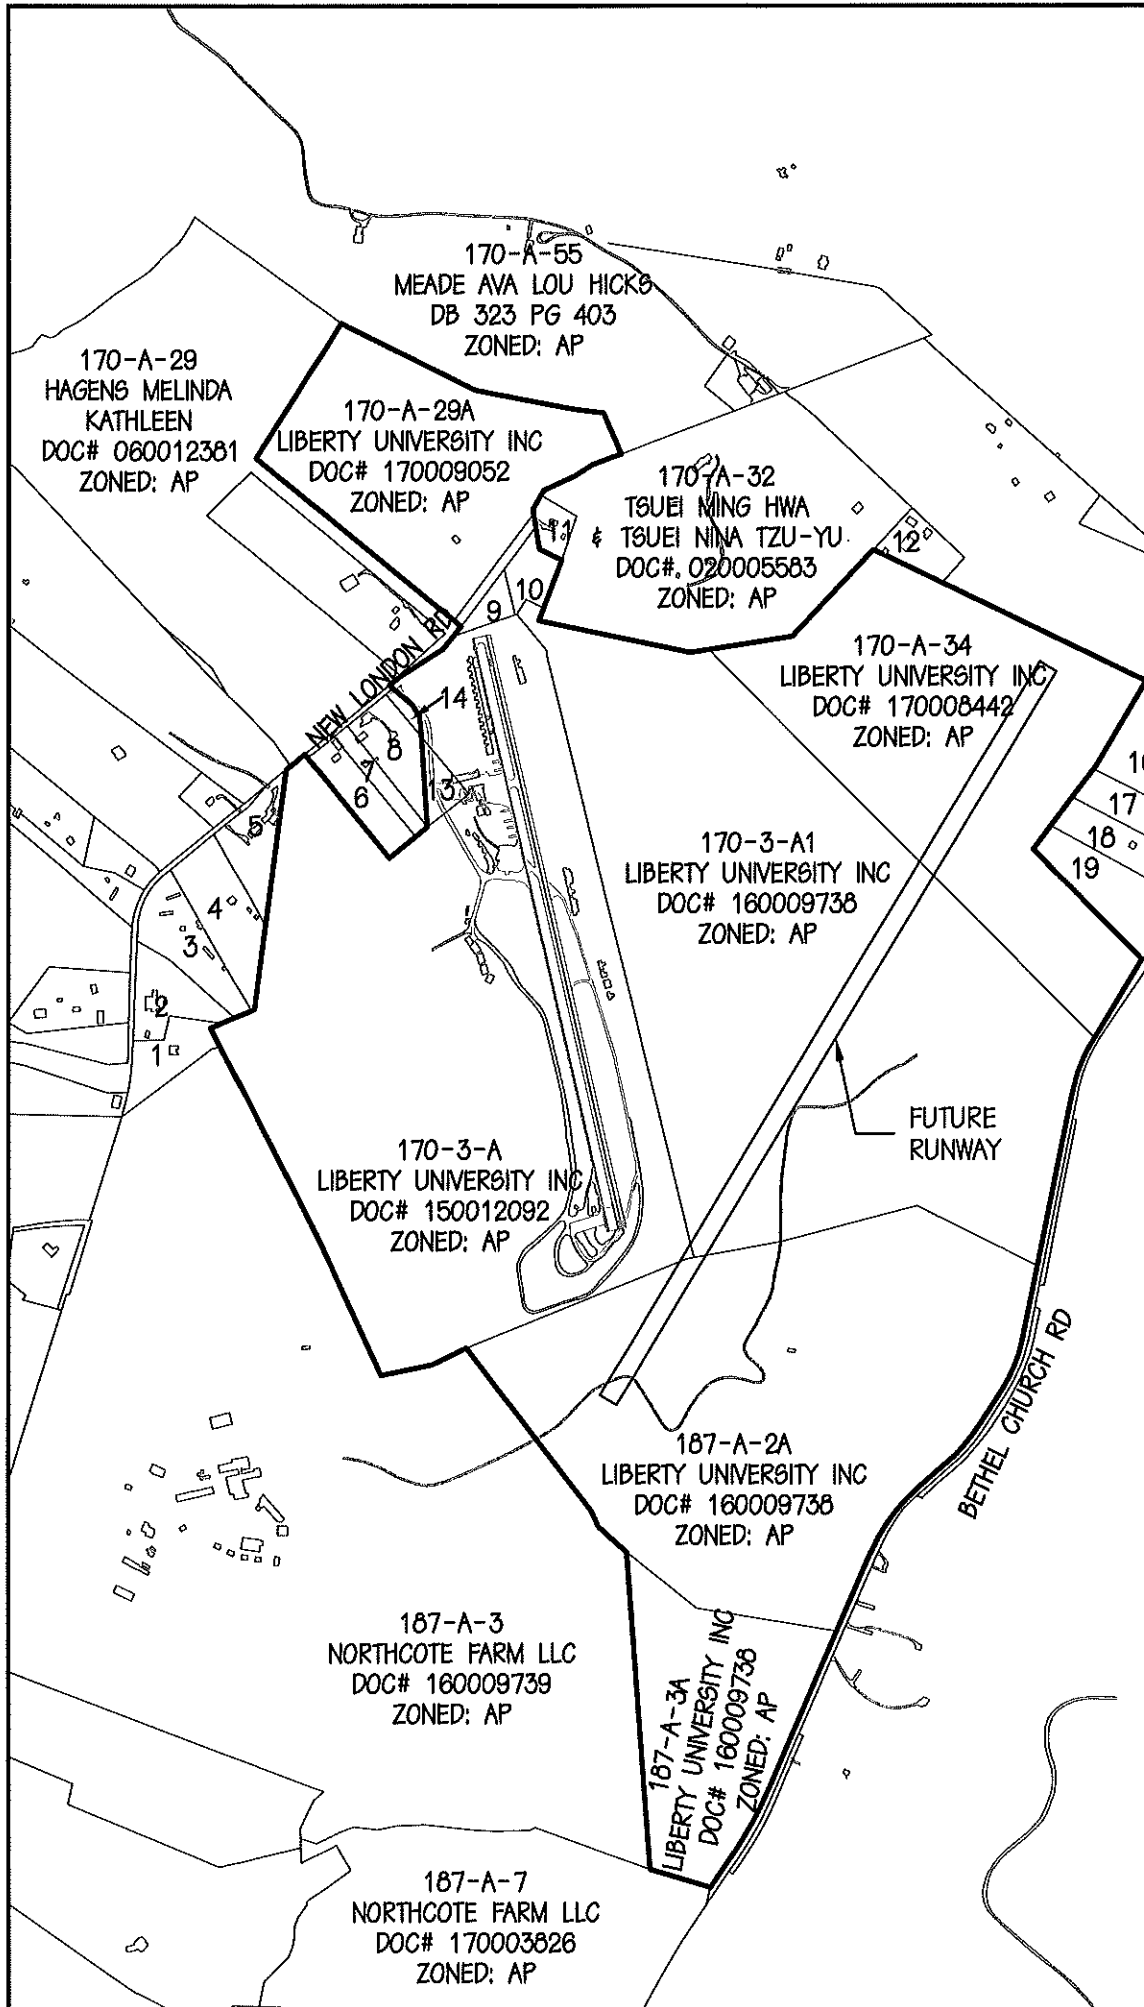 170-A-55
MEADE AVA LOU HICKS
DB 323 PG 403
ZONED: AP
170-A-29
HAGENS MELINDA
KATHLEEN
DOC# 060012381
ZONED: AP
170-A-29A
LIBERTY UNIVERSITY INC
DOC# 170009052
ZONED: AP
170-A-32
TSUEI MING HWA
& TSUEI NINA TZU-YU
DOC#. 020005583
ZONED: AP
11
12
10
9
NEW LONDON RD
170-A-34
LIBERTY UNIVERSITY INC
DOC# 170008442
ZONED: AP
14
8
7
6
13
5
17
18
19
170-3-A1
LIBERTY UNIVERSITY INC
DOC# 160009738
ZONED: AP
4
3
2
1
FUTURE
RUNWAY
170-3-A
LIBERTY UNIVERSITY INC
DOC# 150012092
ZONED: AP
BETHEL CHURCH RD
187-A-2A
LIBERTY UNIVERSITY INC
DOC# 160009738
ZONED: AP
187-A-3
NORTHCOTE FARM LLC
DOC# 160009739
ZONED: AP
187-A-3A
LIBERTY UNIVERSITY INC
DOC# 160009738
ZONED: AP
187-A-7
NORTHCOTE FARM LLC
DOC# 170003826
ZONED: AP